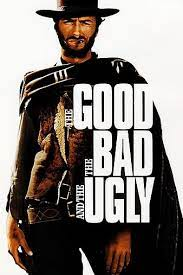 THE GOOD
THE BAD
AND THE UGLY